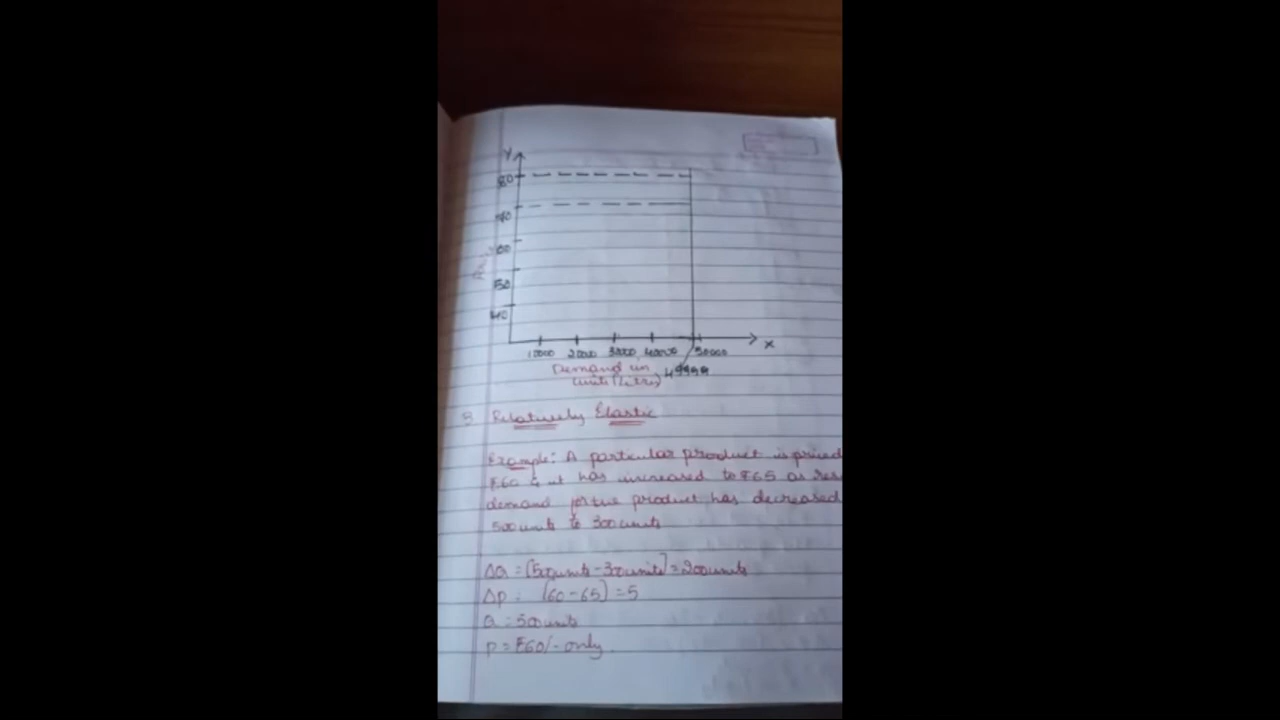 Y
80
70
60
50
40
10000 20000 30000 40000 50000 X
Demand in 49999
units (litres)
3 Relatively Elastic
Example: A particular product is priced
₹60 & it has increased to ₹65 as res
demand for the product has decreased
500 units to 300 units
ΔQ = (500 units - 300 units) = 200 units
ΔP = (60 - 65) = 5
Q = 500 units
P = ₹60/- only.